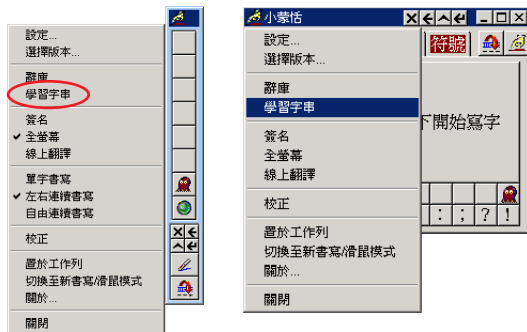 設定...
選擇版本...
辭庫
學習字串
簽名
全螢幕
線上翻譯
單字書寫
左右連續書寫
自由連續書寫
校正
置於工作列
切換至新書寫/滑鼠模式
關於...
關閉
小蒙恬
設定...
選擇版本...
辭庫
學習字串
簽名
全螢幕
線上翻譯
校正
置於工作列
切換至新書寫/滑鼠模式
關於...
關閉
符號
下開始寫字
: ; ? !